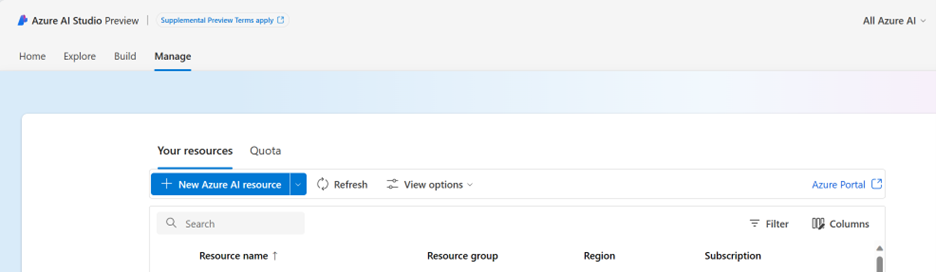 Azure AI Studio Preview | Supplemental Preview Terms apply All Azure AI
Home Explore Build Manage
Your resources Quota
+ New Azure AI resource Refresh View options Azure Portal
Search Filter Columns
Resource name ↑ Resource group Region Subscription